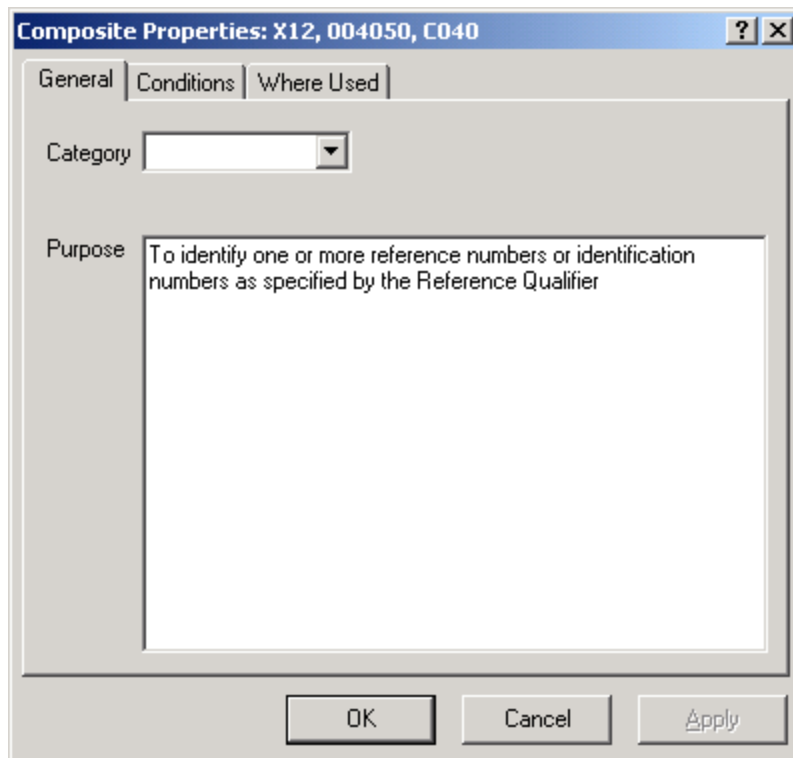 Composite Properties: X12, 004050, C040
General Conditions Where Used
Category
Purpose
To identify one or more reference numbers or identification
numbers as specified by the Reference Qualifier
OK Cancel Apply